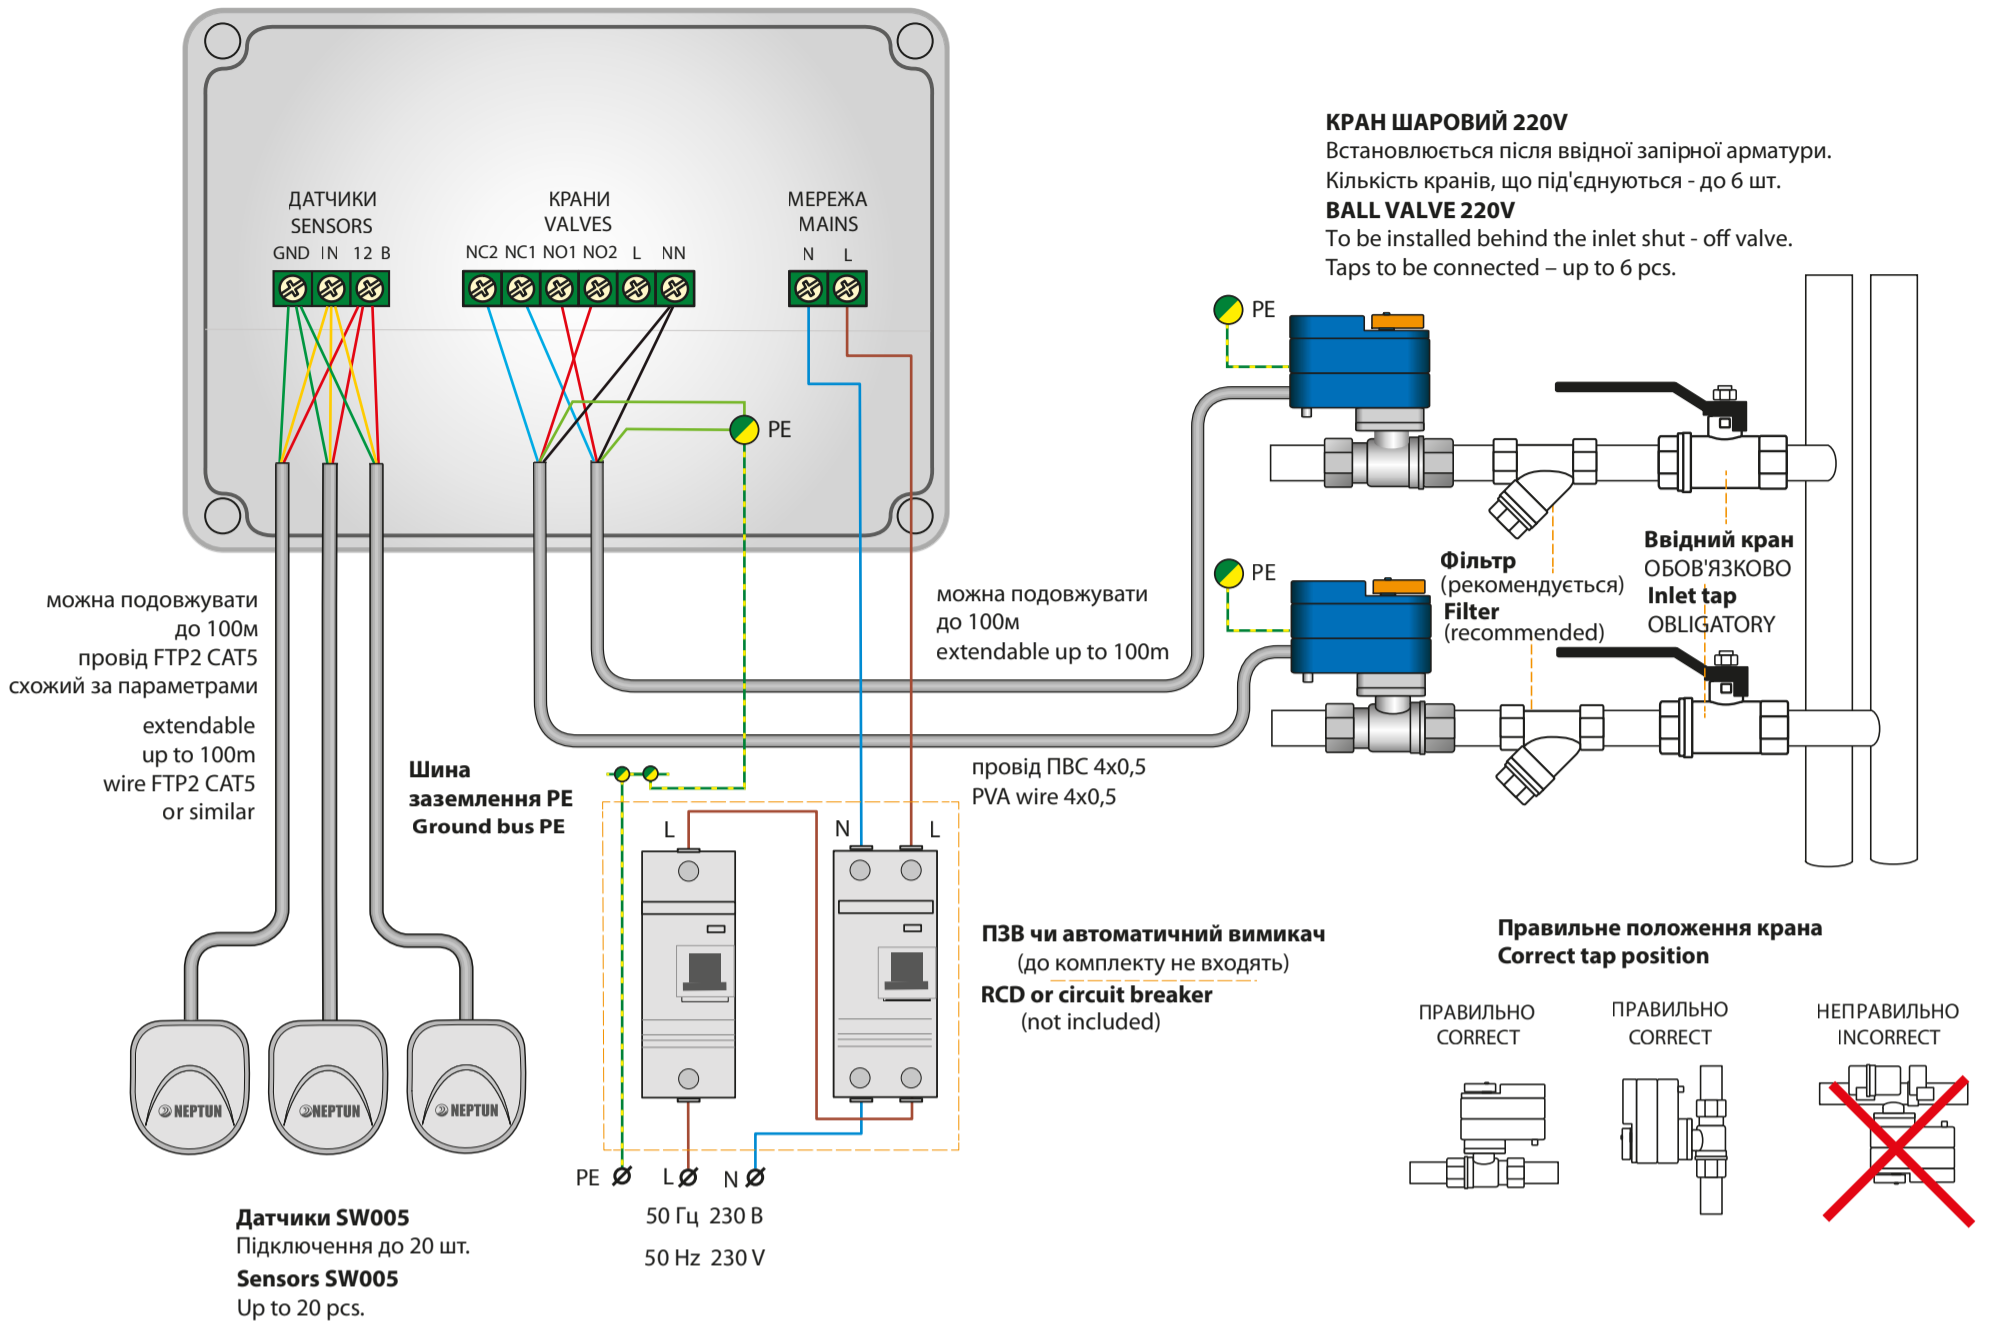 ДАТЧИКИ
SENSORS
GND IN 12 В
КРАНИ
VALVES
NC2 NC1 NO1 NO2 L NN
МЕРЕЖА
MAINS
N L
PE
КРАН ШАРОВИЙ 220V
Встановлюється після ввідної запірної арматури.
Кількість кранів, що під'єднуються - до 6 шт.
BALL VALVE 220V
To be installed behind the inlet shut - off valve.
Taps to be connected – up to 6 pcs.
PE
PE
Фільтр
(рекомендується)
Filter
(recommended)
Ввідний кран
ОБОВ'ЯЗКОВО
Inlet tap
OBLIGATORY
можна подовжувати
до 100м
провід FTP2 CAT5
схожий за параметрами
extendable
up to 100m
wire FTP2 CAT5
or similar
можна подовжувати
до 100м
extendable up to 100m
провід ПВС 4x0,5
PVA wire 4x0,5
Шина
заземлення PE
Ground bus PE
L
N L
ПЗВ чи автоматичний вимикач
(до комплекту не входять)
RCD or circuit breaker
(not included)
Правильне положення крана
Correct tap position
ПРАВИЛЬНО
CORRECT
ПРАВИЛЬНО
CORRECT
НЕПРАВИЛЬНО
INCORRECT
NEPTUN
NEPTUN
NEPTUN
PE L N
50 Гц 230 В
50 Hz 230 V
Датчики SW005
Підключення до 20 шт.
Sensors SW005
Up to 20 pcs.